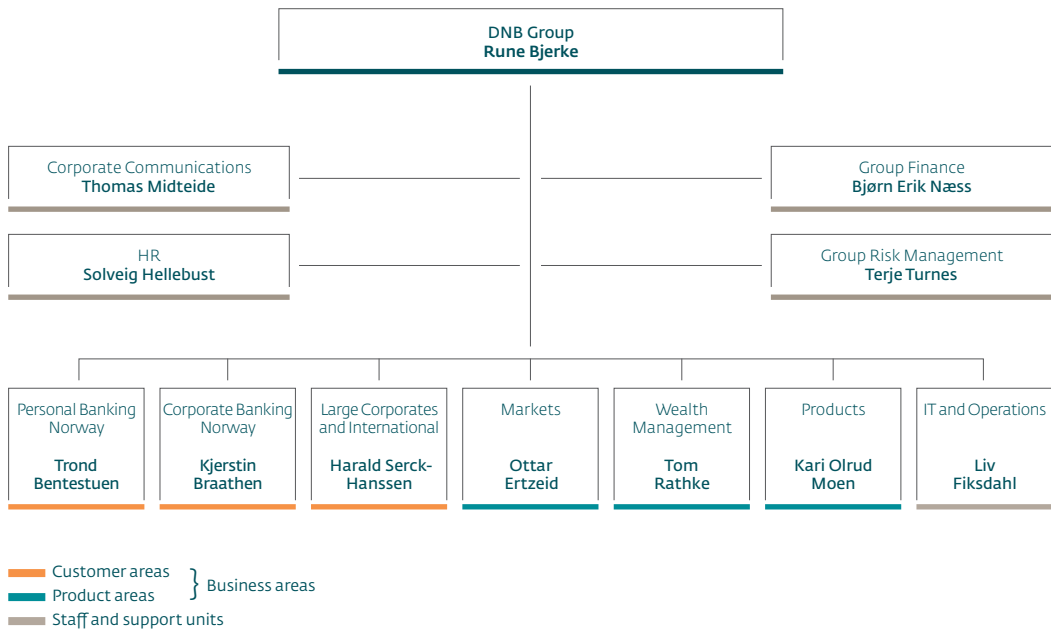 DNB Group
Rune Bjerke
Corporate Communications
Thomas Midteide
Group Finance
Bjørn Erik Næss
HR
Solveig Hellebust
Group Risk Management
Terje Turnes
Personal Banking
Norway
Trond
Bentestuen
Corporate Banking
Norway
Kjerstin
Braathen
Large Corporates
and International
Harald Serck-
Hanssen
Markets
Ottar
Ertzeid
Wealth
Management
Tom
Rathke
Products
Kari Olrud
Moen
IT and Operations
Liv
Fiksdahl
Customer areas
Product areas
Business areas
Staff and support units